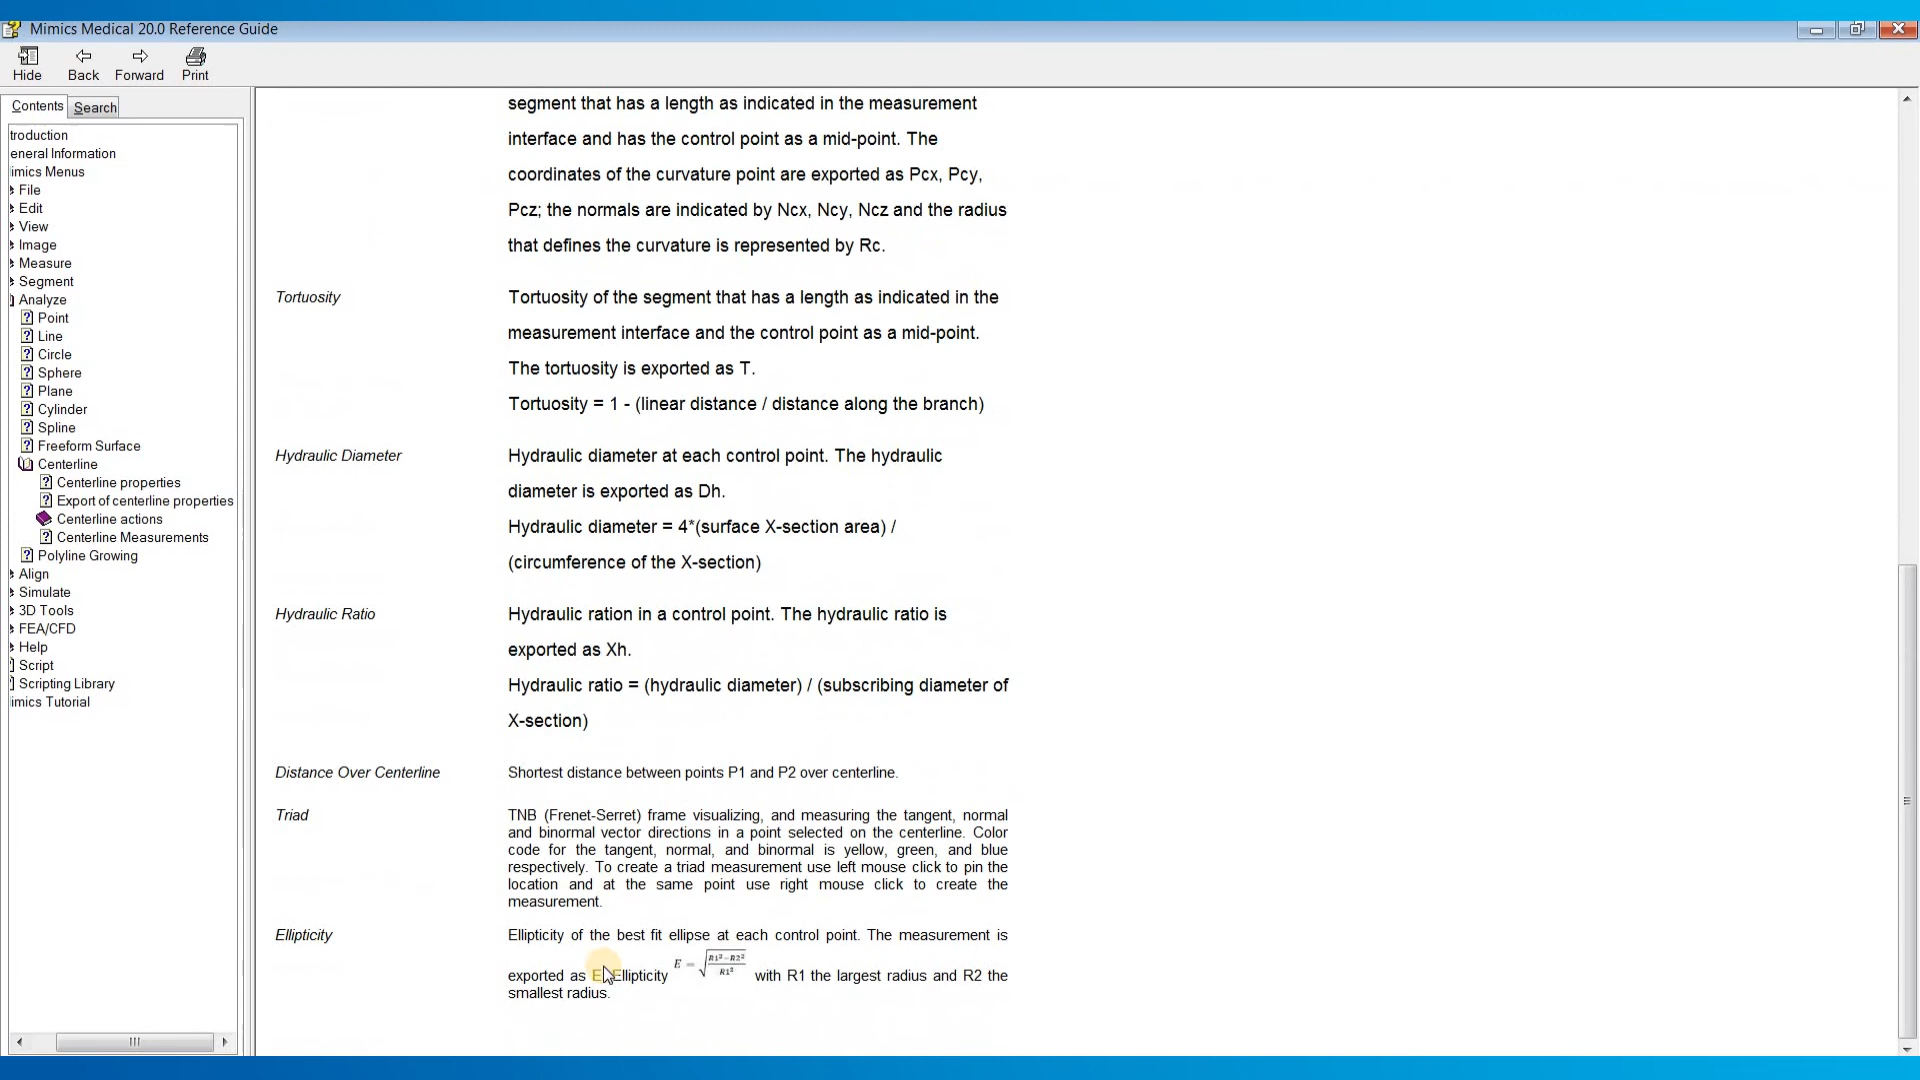 Mimics Medical 20.0 Reference Guide
Hide Back Forward Print
Contents Search
troduction
eneral Information
imics Menus
File
Edit
View
Image
Measure
Segment
Analyze
Point
Line
Circle
Sphere
Plane
Cylinder
Spline
Freeform Surface
Centerline
Centerline properties
Export of centerline properties
Centerline actions
Centerline Measurements
Polyline Growing
Align
Simulate
3D Tools
FEA/CFD
Help
Script
Scripting Library
imics Tutorial
segment that has a length as indicated in the measurement
interface and has the control point as a mid-point. The
coordinates of the curvature point are exported as Pcx, Pcy,
Pcz; the normals are indicated by Ncx, Ncy, Ncz and the radius
that defines the curvature is represented by Rc.
Tortuosity
Tortuosity of the segment that has a length as indicated in the
measurement interface and the control point as a mid-point.
The tortuosity is exported as T.
Tortuosity = 1 - (linear distance / distance along the branch)
Hydraulic Diameter
Hydraulic diameter at each control point. The hydraulic
diameter is exported as Dh.
Hydraulic diameter = 4*(surface X-section area) /
(circumference of the X-section)
Hydraulic Ratio
Hydraulic ration in a control point. The hydraulic ratio is
exported as Xh.
Hydraulic ratio = (hydraulic diameter) / (subscribing diameter of
X-section)
Distance Over Centerline
Shortest distance between points P1 and P2 over centerline.
Triad
TNB (Frenet-Serret) frame visualizing, and measuring the tangent, normal
and binormal vector directions in a point selected on the centerline. Color
code for the tangent, normal, and binormal is yellow, green, and blue
respectively. To create a triad measurement use left mouse click to pin the
location and at the same point use right mouse click to create the
measurement.
Ellipticity
Ellipticity of the best fit ellipse at each control point. The measurement is
exported as E. Ellipticity E = √((R1²−R2²)/R1²) with R1 the largest radius and R2 the
smallest radius.